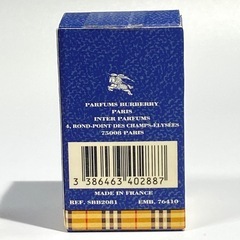 PARFUMS BURBERRY
PARIS
INTER PARFUMS
4, ROND-POINT DES CHAMPS-ELYSÉES
75008 PARIS
3 386463 402887
MADE IN FRANCE
REF. SBB2081 EMB. 76410